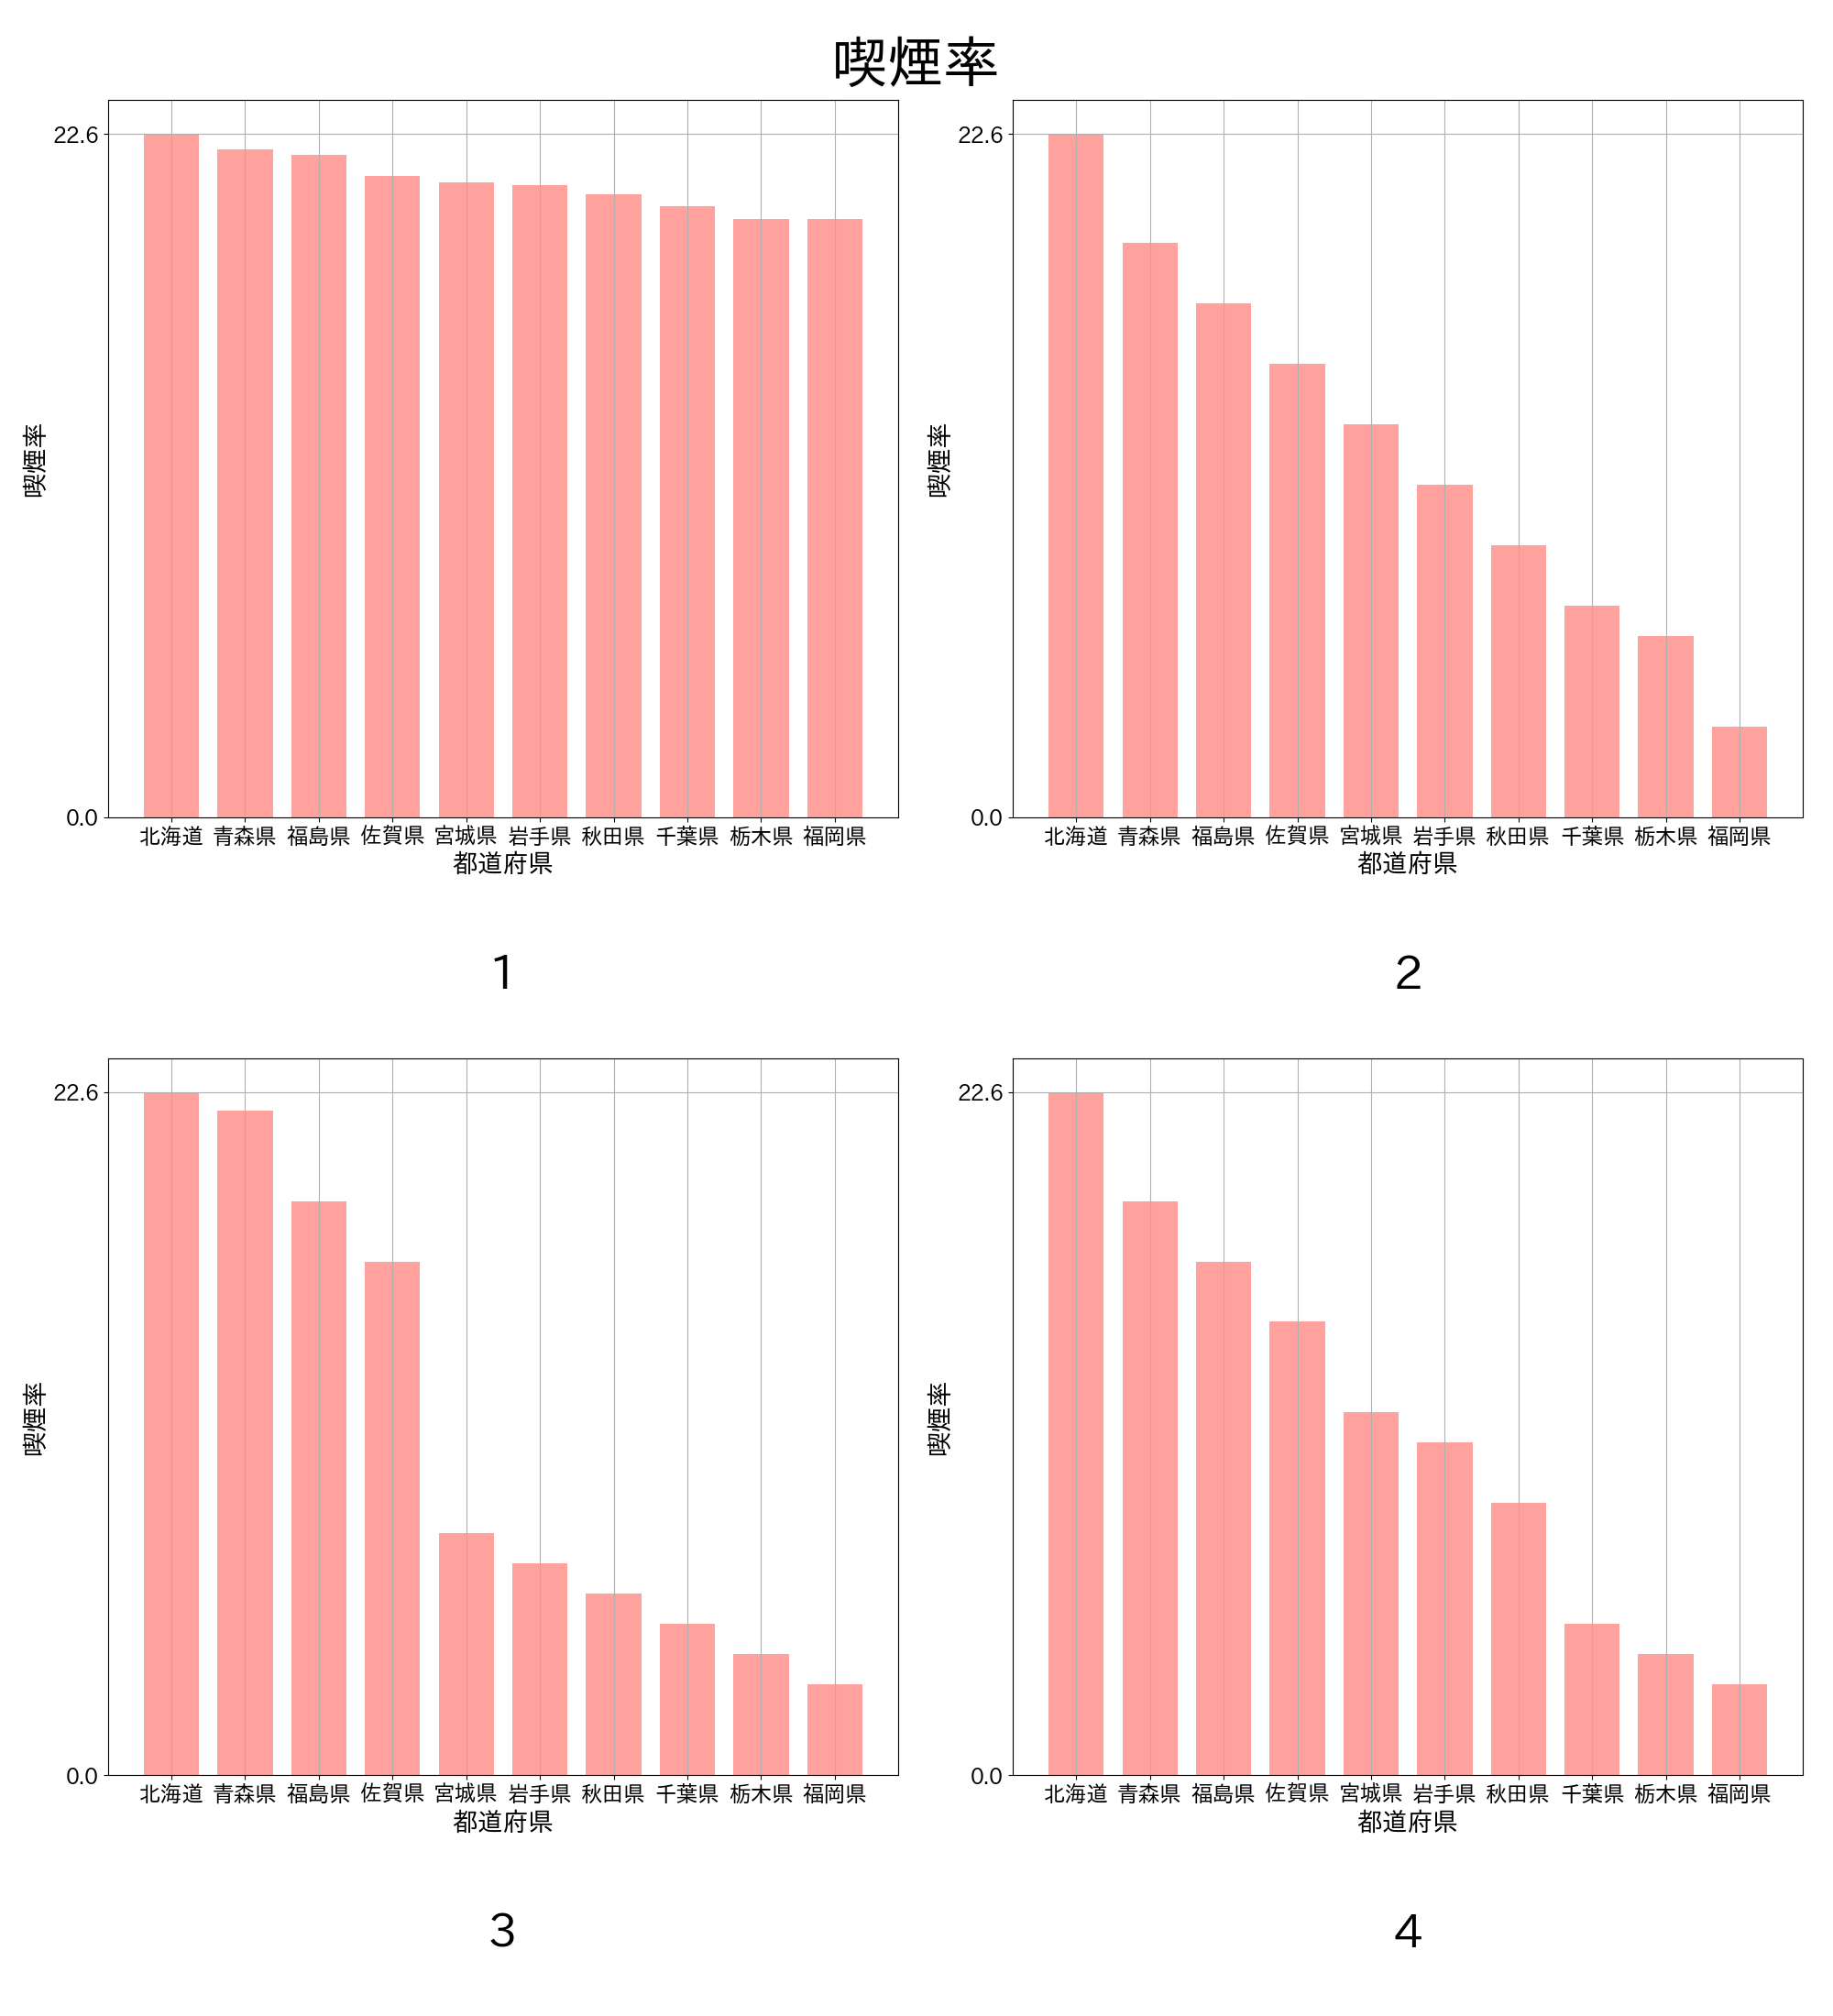 喫煙率
22.6
0.0
喫煙率
北海道 青森県 福島県 佐賀県 宮城県 岩手県 秋田県 千葉県 栃木県 福岡県
都道府県
1
22.6
0.0
喫煙率
北海道 青森県 福島県 佐賀県 宮城県 岩手県 秋田県 千葉県 栃木県 福岡県
都道府県
2
22.6
0.0
喫煙率
北海道 青森県 福島県 佐賀県 宮城県 岩手県 秋田県 千葉県 栃木県 福岡県
都道府県
3
22.6
0.0
喫煙率
北海道 青森県 福島県 佐賀県 宮城県 岩手県 秋田県 千葉県 栃木県 福岡県
都道府県
4